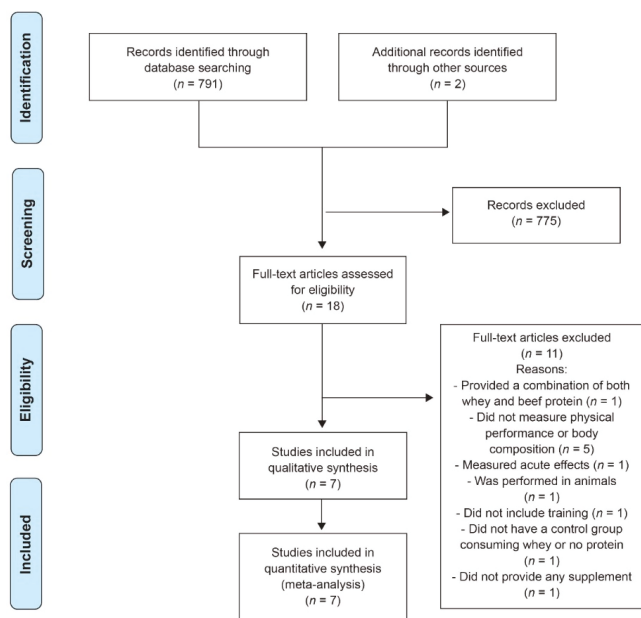 Identification
Records identified through
database searching
(n = 791)
Additional records identified
through other sources
(n = 2)
Screening
Records excluded
(n = 775)
Full-text articles assessed
for eligibility
(n = 18)
Eligibility
Full-text articles excluded
(n = 11)
Reasons:
- Provided a combination of both
whey and beef protein (n = 1)
- Did not measure physical
performance or body
composition (n = 5)
- Measured acute effects (n = 1)
- Was performed in animals
(n = 1)
- Did not include training (n = 1)
- Did not have a control group
consuming whey or no protein
(n = 1)
- Did not provide any supplement
(n = 1)
Studies included in
qualitative synthesis
(n = 7)
Included
Studies included in
quantitative synthesis
(meta-analysis)
(n = 7)